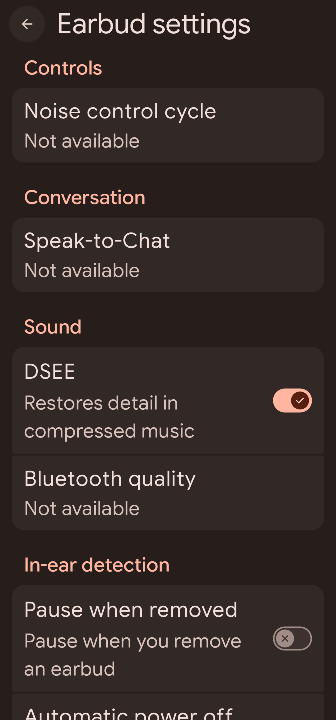 Earbud settings
Controls
Noise control cycle
Not available
Conversation
Speak-to-Chat
Not available
Sound
DSEE
Restores detail in
compressed music
Bluetooth quality
Not available
In-ear detection
Pause when removed
Pause when you remove
an earbud
Automatic power off